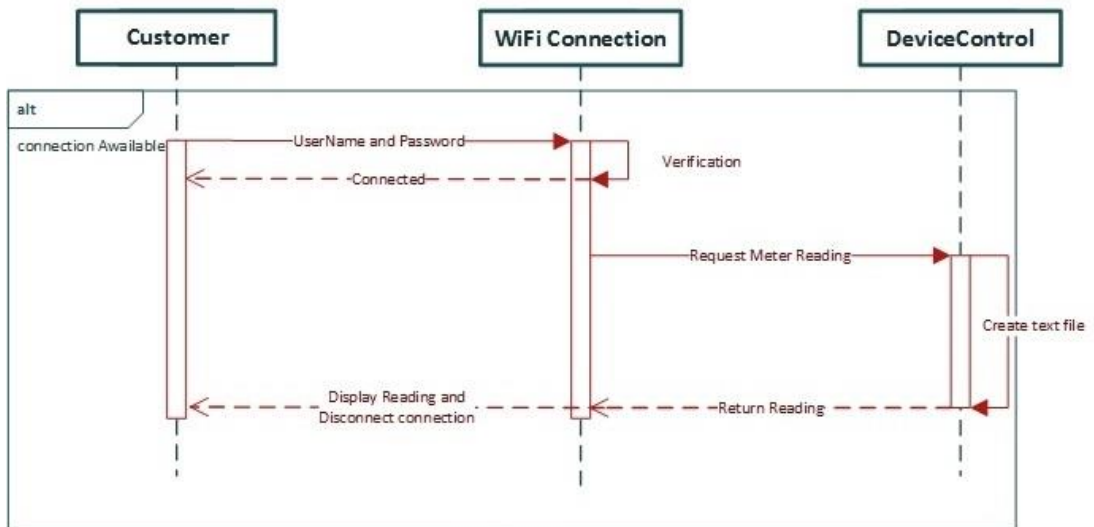 Customer
WiFi Connection
DeviceControl
alt
connection Awailable
UserName and Password
Verification
Connected
Request Meter Reading
Create text file
Display Reading and
Disconnect connection
Return Reading